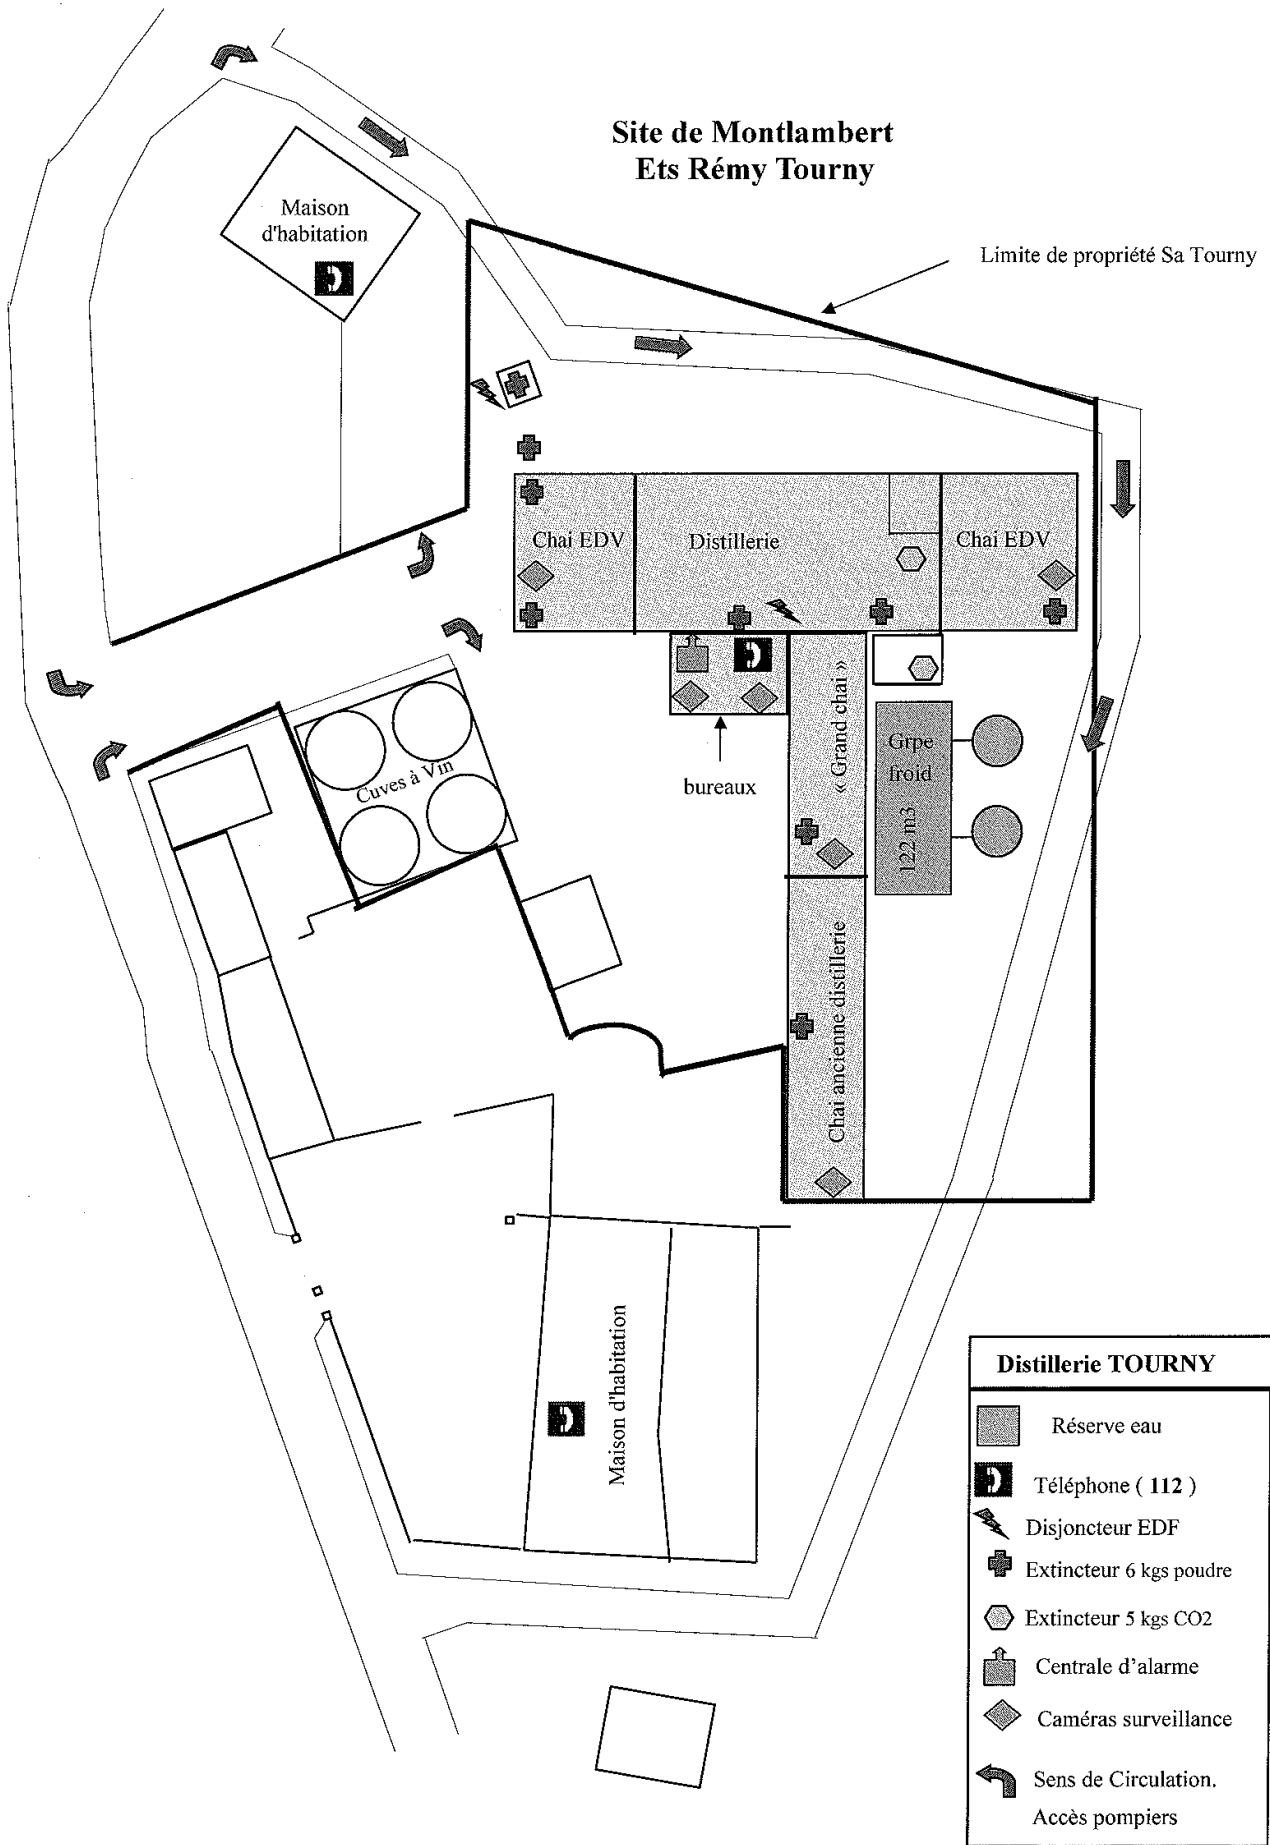 Site de Montlambert
Ets Rémy Tourny
Maison
d'habitation
Limite de propriété Sa Tourny
Chai EDV
Distillerie
Chai EDV
« Grand chai »
Grpe
froid
122 m3
bureaux
Cuves à Vin
Chai ancienne distillerie
Maison d'habitation
Distillerie TOURNY
Réserve eau
Téléphone ( 112 )
Disjoncteur EDF
Extincteur 6 kgs poudre
Extincteur 5 kgs CO2
Centrale d'alarme
Caméras surveillance
Sens de Circulation.
Accès pompiers